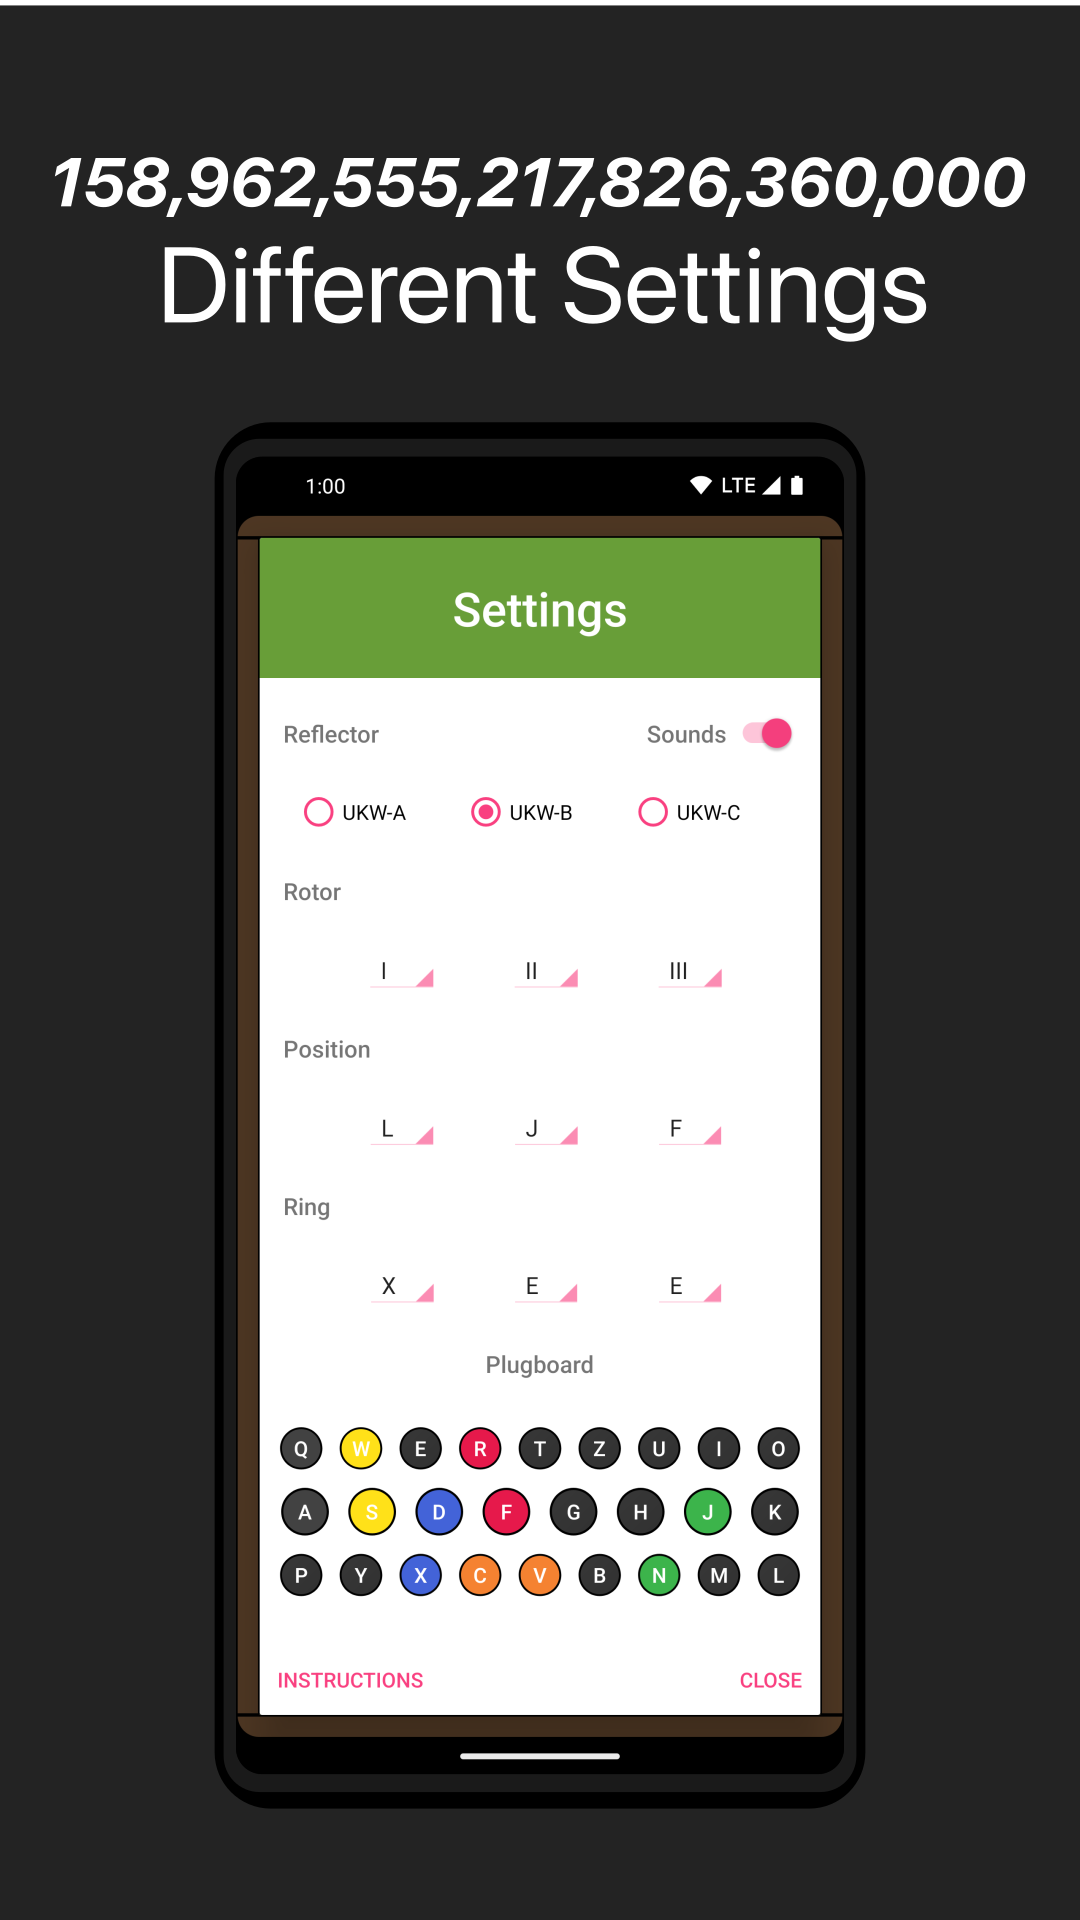 158,962,555,217,826,360,000
Different Settings
1:00 LTE
Settings
Reflector Sounds
UKW-A UKW-B UKW-C
Rotor
I II III
Position
L J F
Ring
X E E
Plugboard
Q W E R T Z U I O
A S D F G H J K
P Y X C V B N M L
INSTRUCTIONS CLOSE